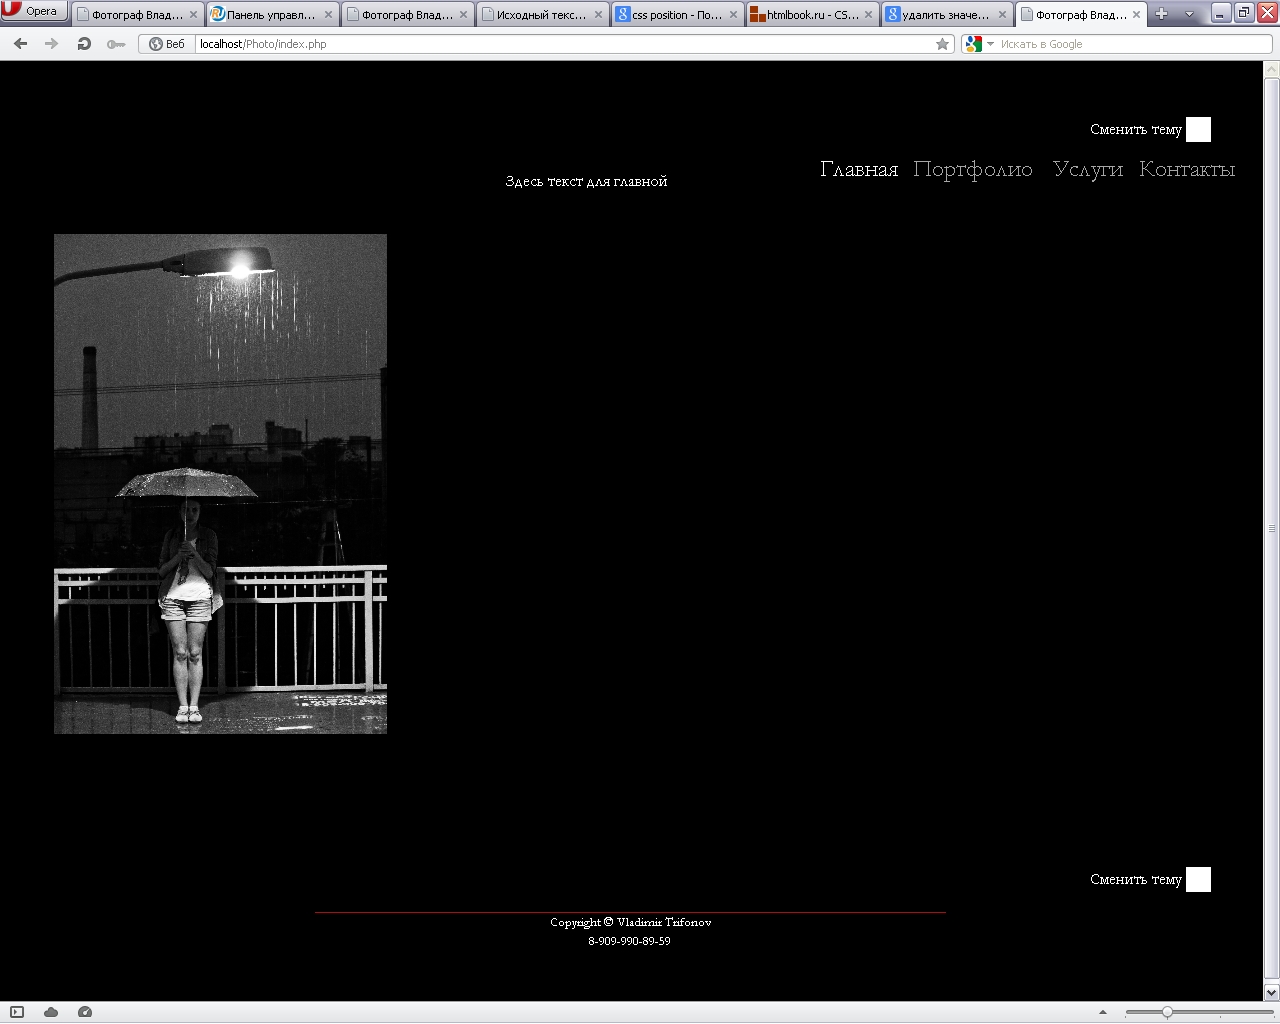 Opera
Фотограф Влад...
Панель управл...
Фотограф Влад...
Исходный текс...
css position - По...
htmlbook.ru - CS...
удалить значе...
Фотограф Влад...
Веб
localhost/Photo/index.php
Искать в Google
Сменить тему
Главная Портфолио Услуги Контакты
Здесь текст для главной
Сменить тему
Copyright © Vladimir Trifonov
8-909-990-89-59